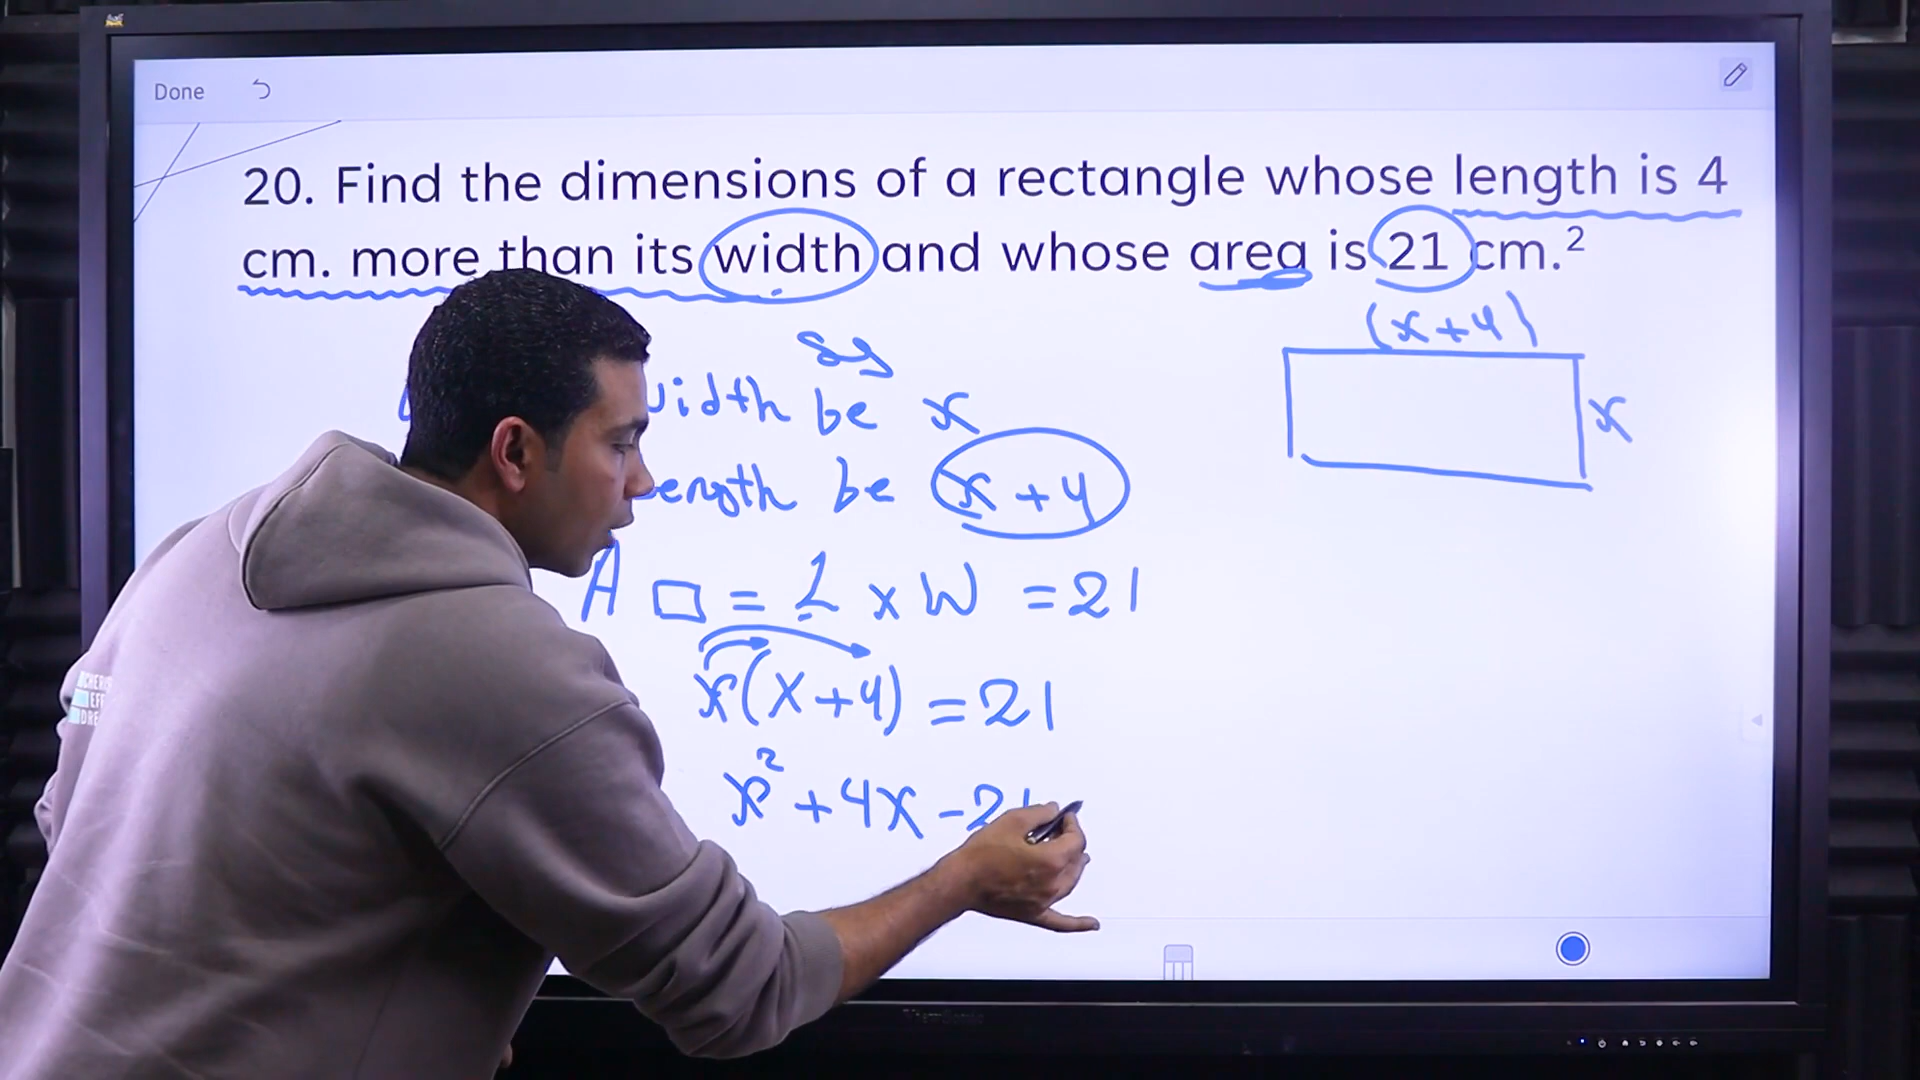 Done
20. Find the dimensions of a rectangle whose length is 4
cm. more than its width and whose area is 21 cm.²
(x+4)
x
width be x
length be x+4
A □ = L x W = 21
x(x+4) = 21
x² + 4x - 21